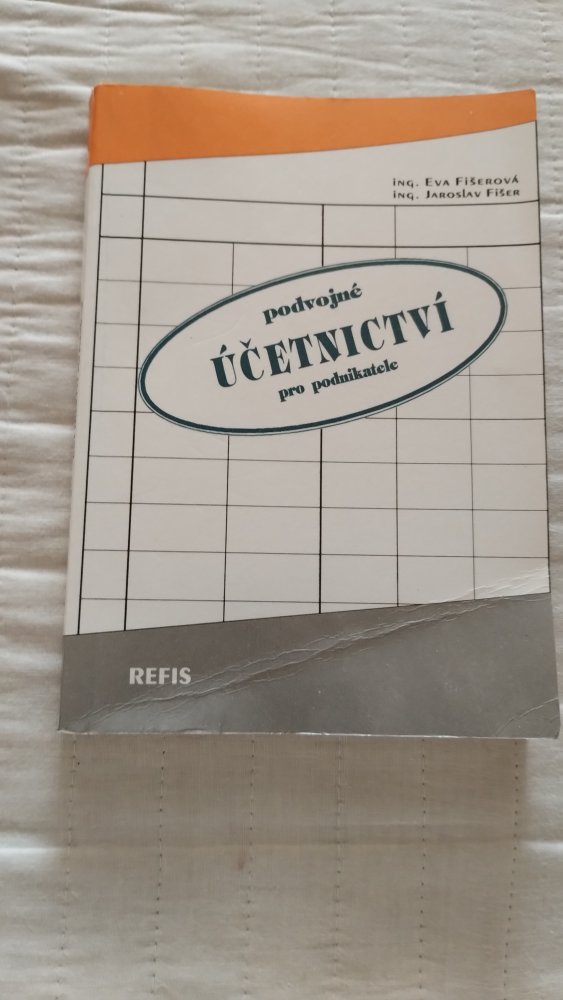 ing. Eva Fišerová
ing. Jaroslav Fišer
podvojné
ÚČETNICTVÍ
pro podnikatele
REFIS